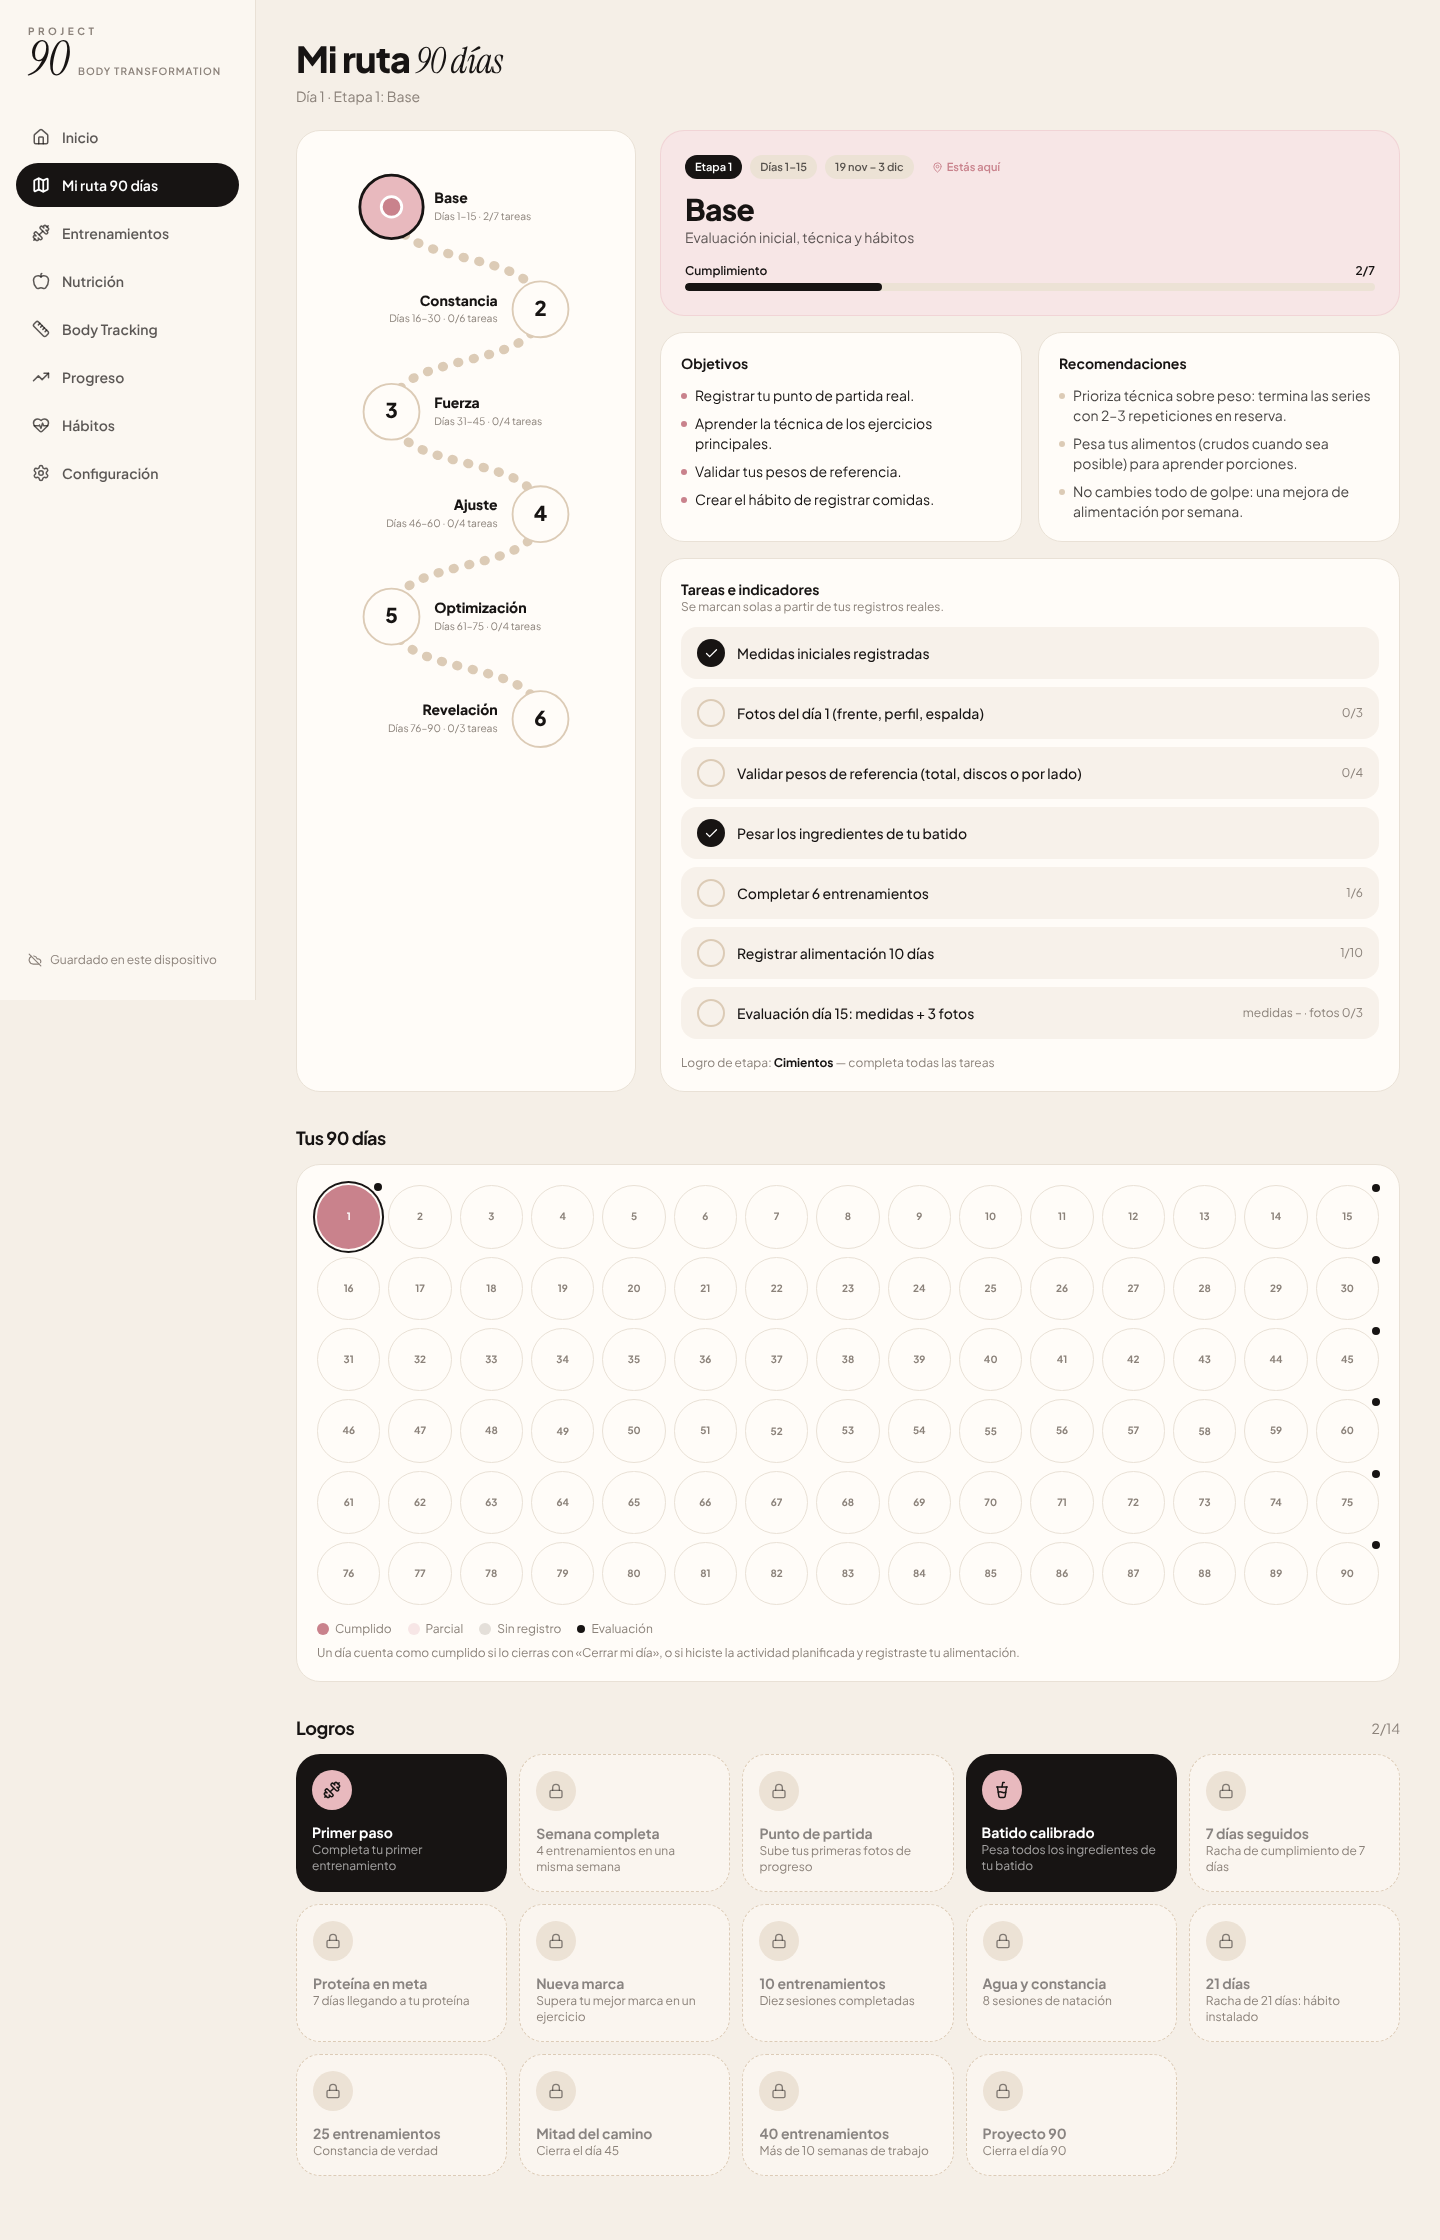 PROJECT
90 BODY TRANSFORMATION
Inicio
Mi ruta 90 días
Entrenamientos
Nutrición
Body Tracking
Progreso
Hábitos
Configuración
Guardado en este dispositivo
Mi ruta 90 días
Día 1 · Etapa 1: Base
Base
Días 1–15 · 2/7 tareas
Constancia
Días 16–30 · 0/6 tareas
2
3
Fuerza
Días 31–45 · 0/4 tareas
Ajuste
Días 46–60 · 0/4 tareas
4
5
Optimización
Días 61–75 · 0/4 tareas
Revelación
Días 76–90 · 0/3 tareas
6
Etapa 1 Días 1–15 19 nov – 3 dic Estás aquí
Base
Evaluación inicial, técnica y hábitos
Cumplimiento 2/7
Objetivos
Registrar tu punto de partida real.
Aprender la técnica de los ejercicios
principales.
Validar tus pesos de referencia.
Crear el hábito de registrar comidas.
Recomendaciones
Prioriza técnica sobre peso: termina las series
con 2–3 repeticiones en reserva.
Pesa tus alimentos (crudos cuando sea
posible) para aprender porciones.
No cambies todo de golpe: una mejora de
alimentación por semana.
Tareas e indicadores
Se marcan solas a partir de tus registros reales.
Medidas iniciales registradas
Fotos del día 1 (frente, perfil, espalda) 0/3
Validar pesos de referencia (total, discos o por lado) 0/4
Pesar los ingredientes de tu batido
Completar 6 entrenamientos 1/6
Registrar alimentación 10 días 1/10
Evaluación día 15: medidas + 3 fotos medidas – · fotos 0/3
Logro de etapa: Cimientos — completa todas las tareas
Tus 90 días
1 2 3 4 5 6 7 8 9 10 11 12 13 14 15
16 17 18 19 20 21 22 23 24 25 26 27 28 29 30
31 32 33 34 35 36 37 38 39 40 41 42 43 44 45
46 47 48 49 50 51 52 53 54 55 56 57 58 59 60
61 62 63 64 65 66 67 68 69 70 71 72 73 74 75
76 77 78 79 80 81 82 83 84 85 86 87 88 89 90
Cumplido Parcial Sin registro Evaluación
Un día cuenta como cumplido si lo cierras con «Cerrar mi día», o si hiciste la actividad planificada y registraste tu alimentación.
Logros 2/14
Primer paso
Completa tu primer
entrenamiento
Semana completa
4 entrenamientos en una
misma semana
Punto de partida
Sube tus primeras fotos de
progreso
Batido calibrado
Pesa todos los ingredientes de
tu batido
7 días seguidos
Racha de cumplimiento de 7
días
Proteína en meta
7 días llegando a tu proteína
Nueva marca
Supera tu mejor marca en un
ejercicio
10 entrenamientos
Diez sesiones completadas
Agua y constancia
8 sesiones de natación
21 días
Racha de 21 días: hábito
instalado
25 entrenamientos
Constancia de verdad
Mitad del camino
Cierra el día 45
40 entrenamientos
Más de 10 semanas de trabajo
Proyecto 90
Cierra el día 90